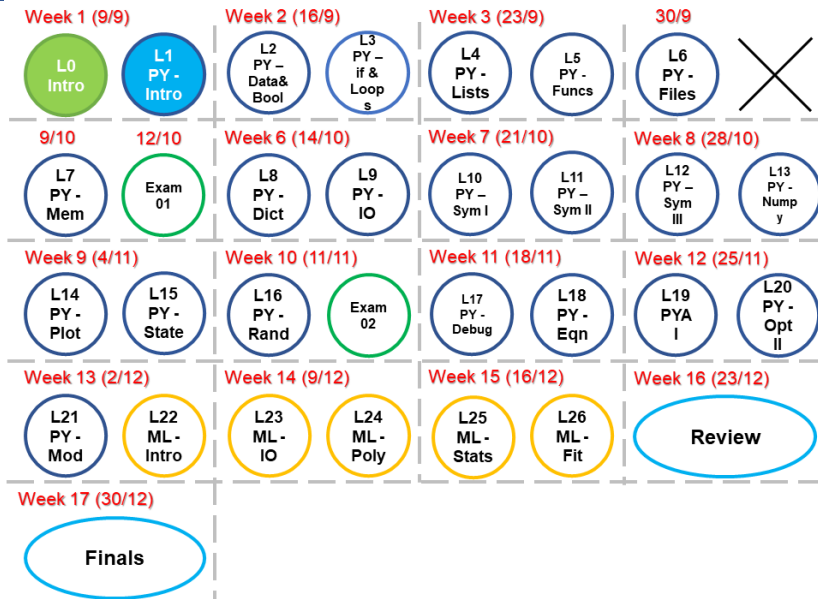 Week 1 (9/9)
Week 2 (16/9)
Week 3 (23/9)
30/9
L0
Intro
L1
PY -
Intro
L2
PY –
Data&
Bool
L3
PY –
if &
Loop
s
L4
PY -
Lists
L5
PY -
Funcs
L6
PY -
Files
9/10
12/10
Week 6 (14/10)
Week 7 (21/10)
Week 8 (28/10)
L7
PY -
Mem
Exam
01
L8
PY -
Dict
L9
PY -
IO
L10
PY –
Sym I
L11
PY –
Sym II
L12
PY –
Sym
III
L13
PY -
Nump
y
Week 9 (4/11)
Week 10 (11/11)
Week 11 (18/11)
Week 12 (25/11)
L14
PY -
Plot
L15
PY -
State
L16
PY -
Rand
Exam
02
L17
PY -
Debug
L18
PY -
Eqn
L19
PYA
I
L20
PY -
Opt
II
Week 13 (2/12)
Week 14 (9/12)
Week 15 (16/12)
Week 16 (23/12)
L21
PY -
Mod
L22
ML -
Intro
L23
ML -
IO
L24
ML -
Poly
L25
ML -
Stats
L26
ML -
Fit
Review
Week 17 (30/12)
Finals